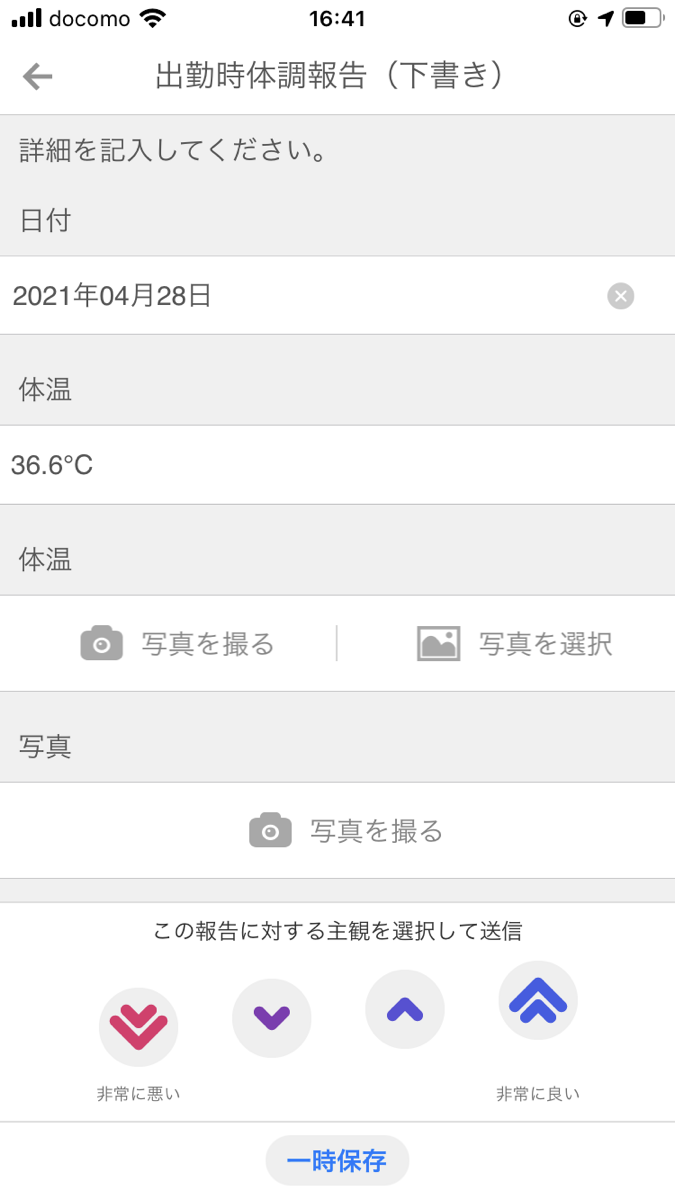 docomo 16:41
出勤時体調報告（下書き）
詳細を記入してください。
日付
2021年04月28日
体温
36.6°C
体温
写真を撮る 写真を選択
写真
写真を撮る
この報告に対する主観を選択して送信
非常に悪い 非常に良い
一時保存